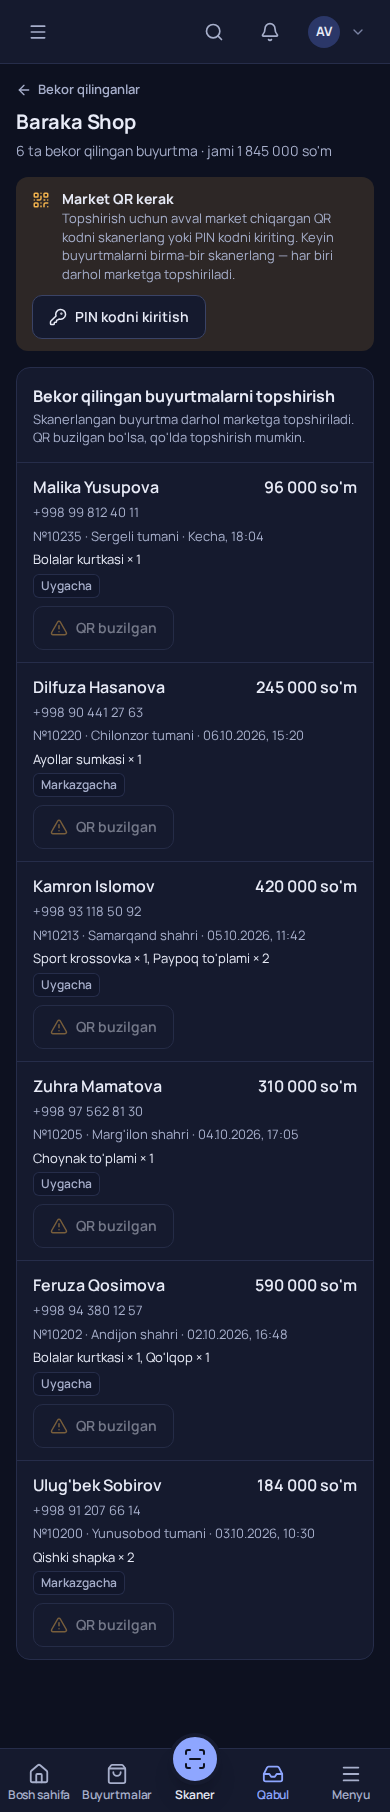 AV
Bekor qilinganlar
Baraka Shop
6 ta bekor qilingan buyurtma · jami 1 845 000 so'm
Market QR kerak
Topshirish uchun avval market chiqargan QR
kodni skanerlang yoki PIN kodni kiriting. Keyin
buyurtmalarni birma-bir skanerlang — har biri
darhol marketga topshiriladi.
PIN kodni kiritish
Bekor qilingan buyurtmalarni topshirish
Skanerlangan buyurtma darhol marketga topshiriladi.
QR buzilgan bo'lsa, qo'lda topshirish mumkin.
Malika Yusupova 96 000 so'm
+998 99 812 40 11
№10235 · Sergeli tumani · Kecha, 18:04
Bolalar kurtkasi × 1
Uygacha
QR buzilgan
Dilfuza Hasanova 245 000 so'm
+998 90 441 27 63
№10220 · Chilonzor tumani · 06.10.2026, 15:20
Ayollar sumkasi × 1
Markazgacha
QR buzilgan
Kamron Islomov 420 000 so'm
+998 93 118 50 92
№10213 · Samarqand shahri · 05.10.2026, 11:42
Sport krossovka × 1, Paypoq to'plami × 2
Uygacha
QR buzilgan
Zuhra Mamatova 310 000 so'm
+998 97 562 81 30
№10205 · Marg'ilon shahri · 04.10.2026, 17:05
Choynak to'plami × 1
Uygacha
QR buzilgan
Feruza Qosimova 590 000 so'm
+998 94 380 12 57
№10202 · Andijon shahri · 02.10.2026, 16:48
Bolalar kurtkasi × 1, Qo'lqop × 1
Uygacha
QR buzilgan
Ulug'bek Sobirov 184 000 so'm
+998 91 207 66 14
№10200 · Yunusobod tumani · 03.10.2026, 10:30
Qishki shapka × 2
Markazgacha
QR buzilgan
Bosh sahifa Buyurtmalar Skaner Qabul Menyu